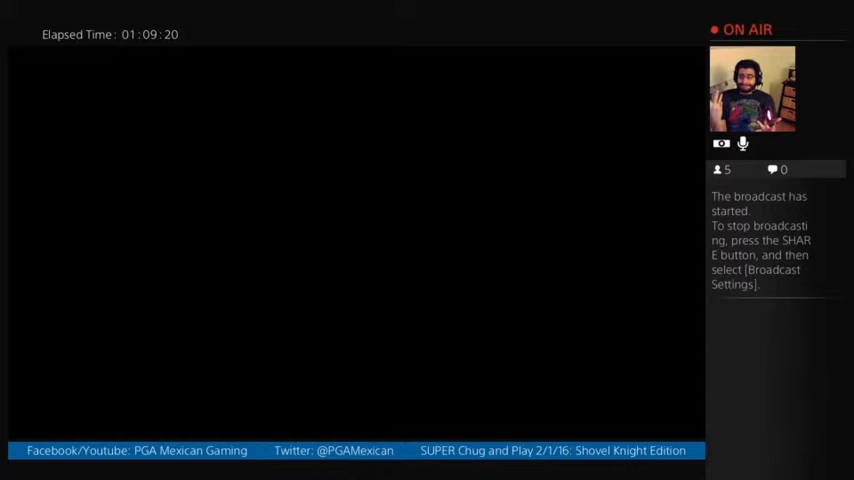 Elapsed Time: 01:09:20
ON AIR
5 0
The broadcast has
started.
To stop broadcasti
ng, press the SHAR
E button, and then
select [Broadcast
Settings].
Facebook/Youtube: PGA Mexican Gaming Twitter: @PGAMexican SUPER Chug and Play 2/1/16: Shovel Knight Edition